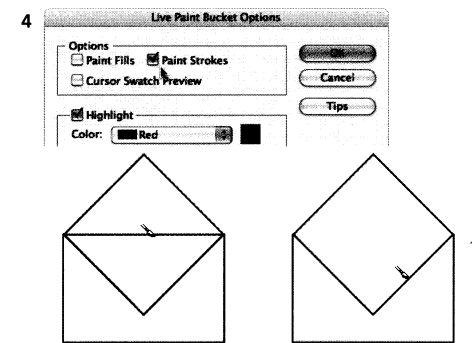 4
Live Paint Bucket Options
Options
Paint Fills Paint Strokes
Cursor Swatch Preview
OK
Cancel
Tips
Highlight
Color: Red